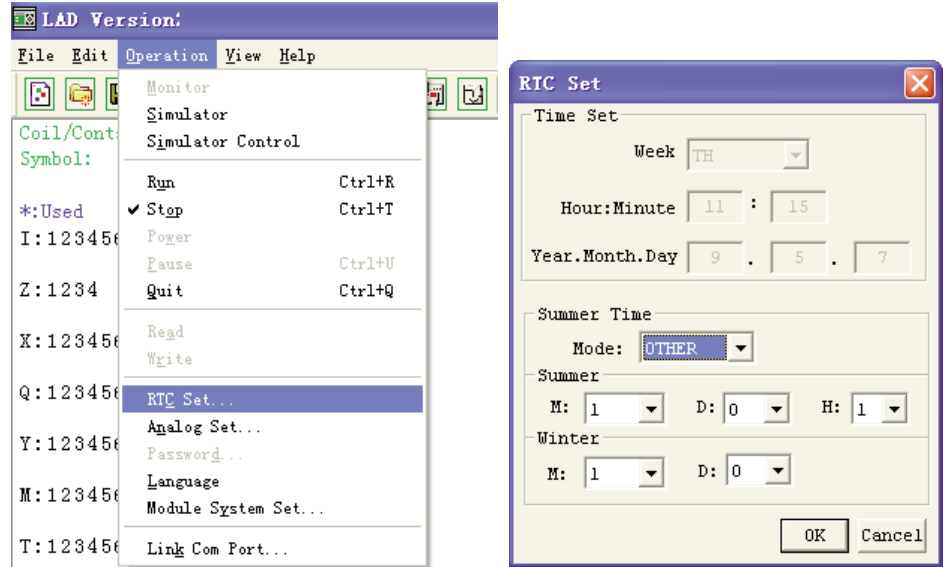 LAD Version:
File Edit Operation View Help
Monitor
Simulator
Simulator Control
Run Ctrl+R
Stop Ctrl+T
Power
Pause Ctrl+U
Quit Ctrl+Q
Read
Write
RTC Set...
Analog Set...
Password...
Language
Module System Set...
Link Com Port...
Coil/Cont
Symbol:
*:Used
I:123456
Z:1234
X:123456
Q:123456
Y:123456
M:123456
T:123456
RTC Set
Time Set
Week TH
Hour:Minute 11 : 15
Year.Month.Day 9 . 5 . 7
Summer Time
Mode: OTHER
Summer
M: 1 D: 0 H: 1
Winter
M: 1 D: 0
OK Cancel